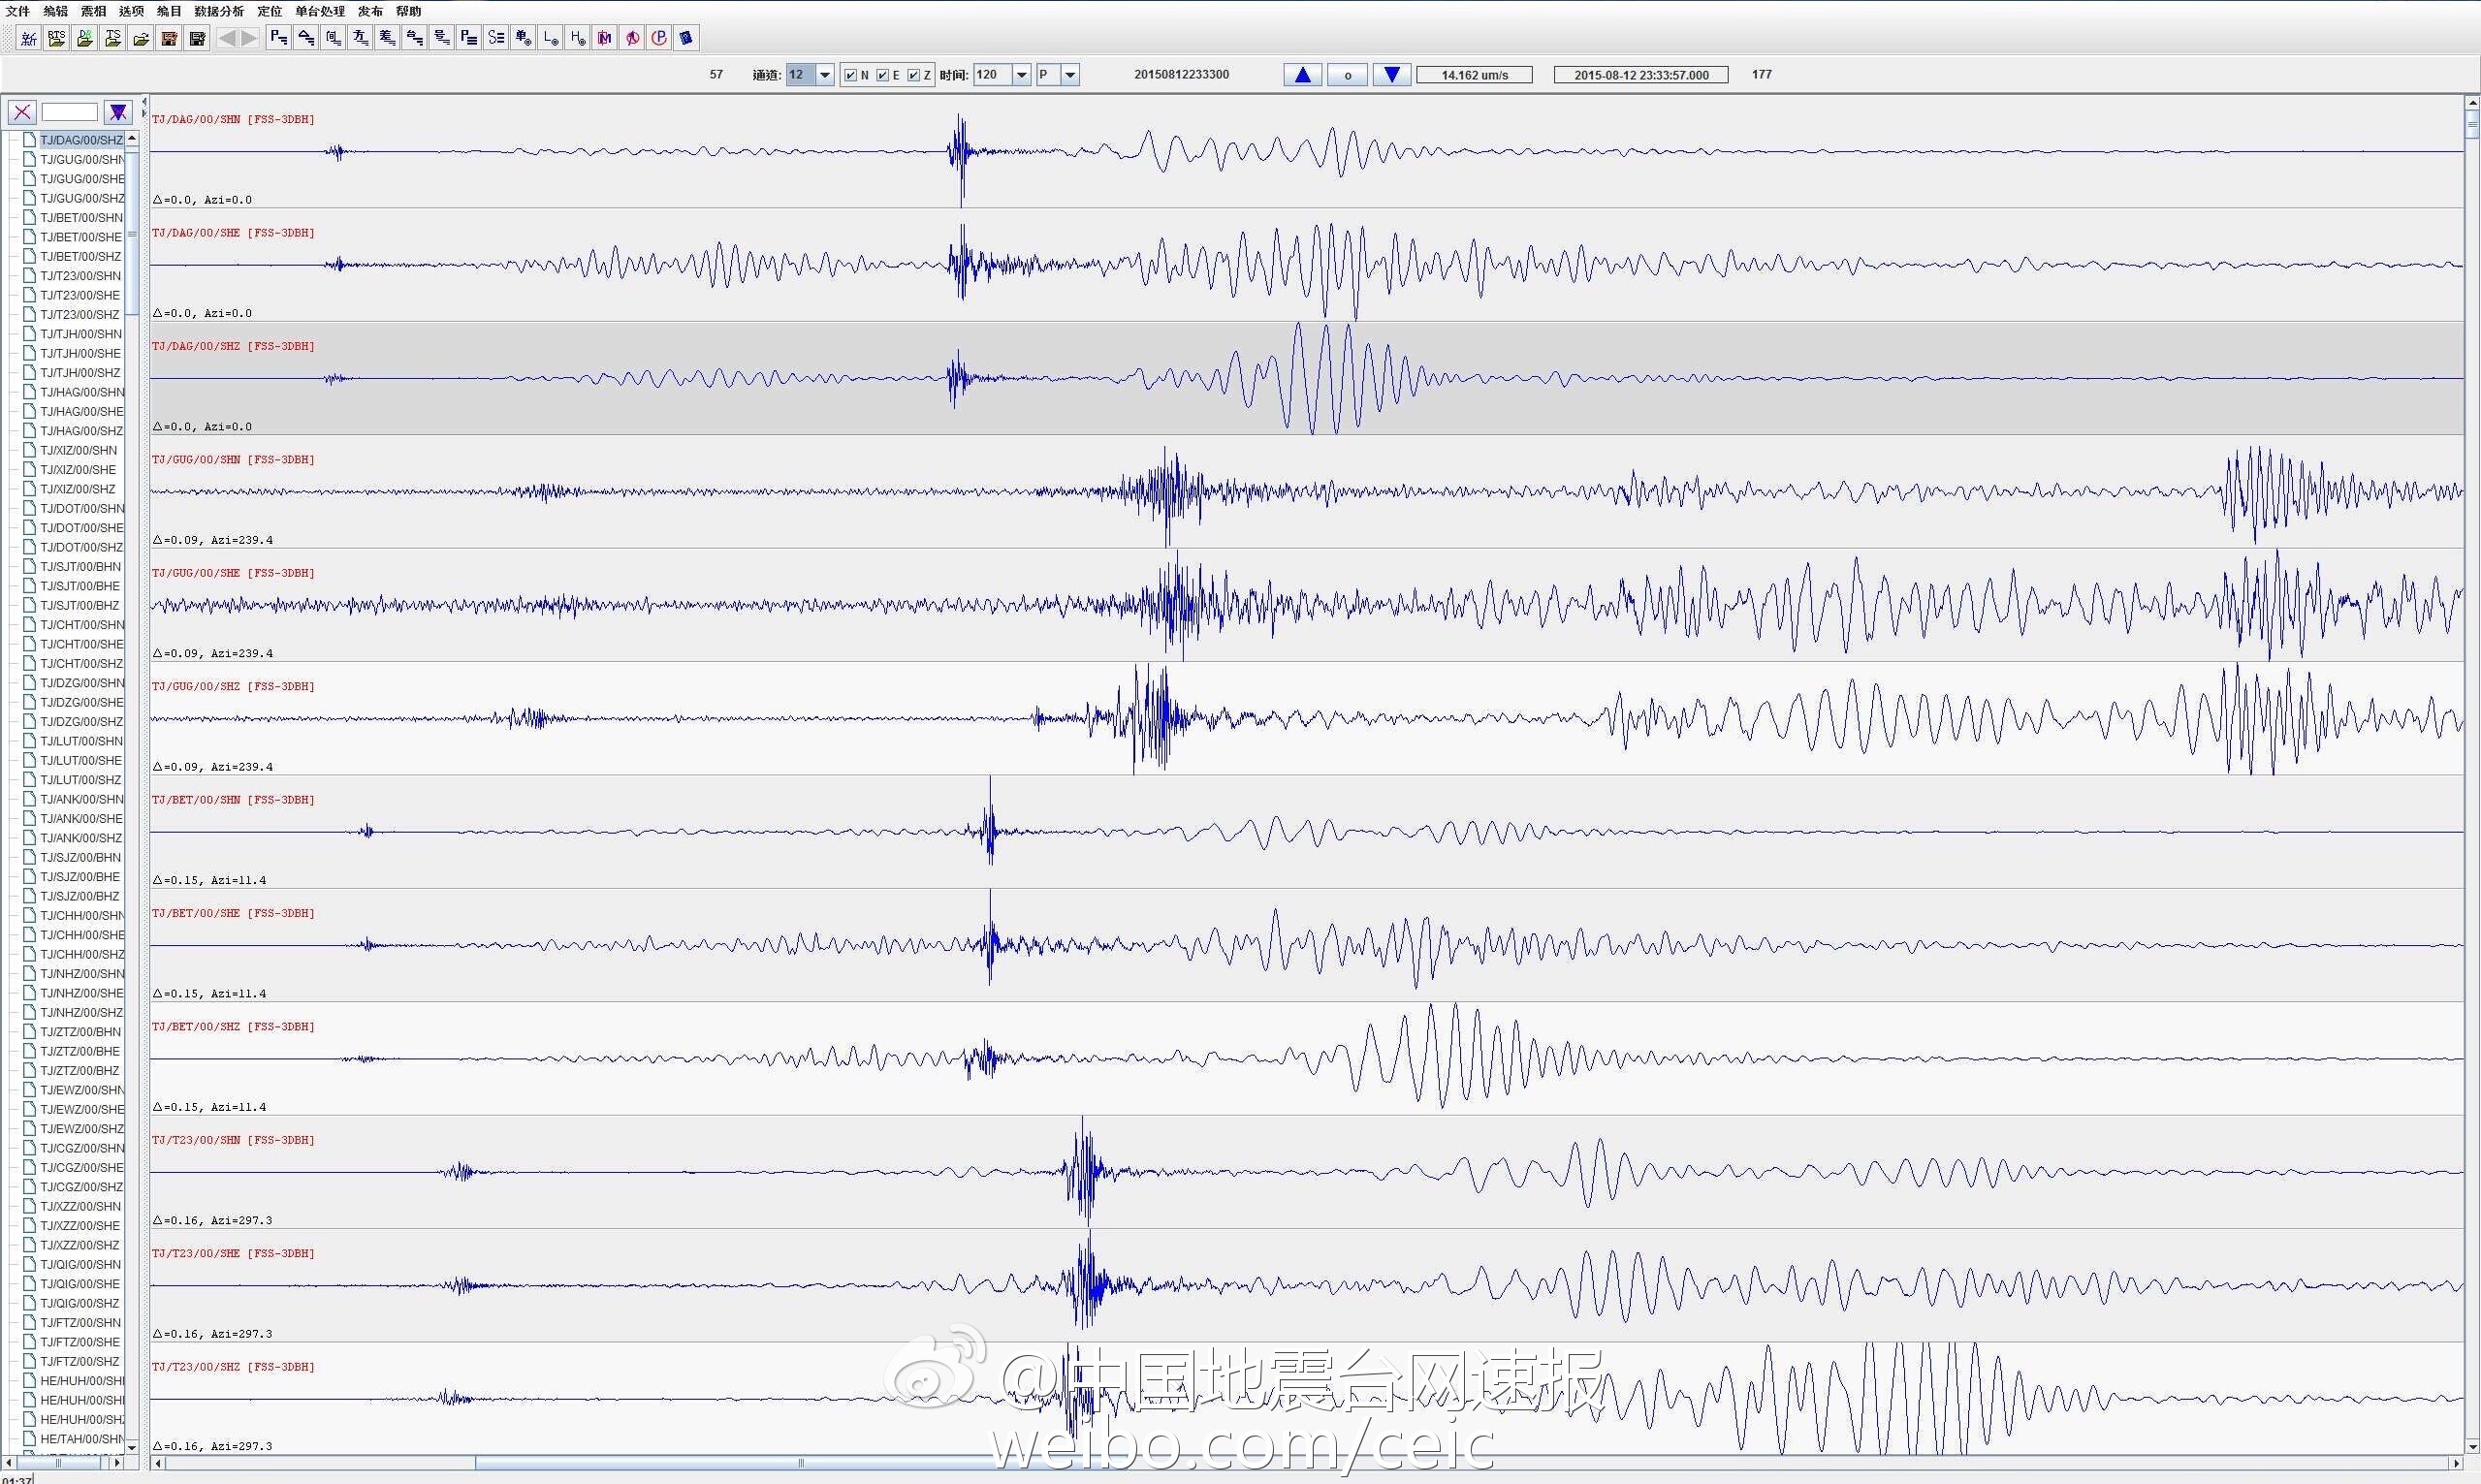 文件 编辑 震相 选项 编目 数据分析 定位 单台处理 发布 帮助
新 BTS TS P 间 方 差 台 号 P S 单 L H M P
57 通道: 12 N E Z 时间: 120 P 20150812233300 o 14.162 um/s 2015-08-12 23:33:57.000 177
TJ/DAG/00/SHZ
TJ/GUG/00/SHN
TJ/GUG/00/SHE
TJ/GUG/00/SHZ
TJ/BET/00/SHN
TJ/BET/00/SHE
TJ/BET/00/SHZ
TJ/T23/00/SHN
TJ/T23/00/SHE
TJ/T23/00/SHZ
TJ/TJH/00/SHN
TJ/TJH/00/SHE
TJ/TJH/00/SHZ
TJ/HAG/00/SHN
TJ/HAG/00/SHE
TJ/HAG/00/SHZ
TJ/XIZ/00/SHN
TJ/XIZ/00/SHE
TJ/XIZ/00/SHZ
TJ/DOT/00/SHN
TJ/DOT/00/SHE
TJ/DOT/00/SHZ
TJ/SJT/00/BHN
TJ/SJT/00/BHE
TJ/SJT/00/BHZ
TJ/CHT/00/SHN
TJ/CHT/00/SHE
TJ/CHT/00/SHZ
TJ/DZG/00/SHN
TJ/DZG/00/SHE
TJ/DZG/00/SHZ
TJ/LUT/00/SHN
TJ/LUT/00/SHE
TJ/LUT/00/SHZ
TJ/ANK/00/SHN
TJ/ANK/00/SHE
TJ/ANK/00/SHZ
TJ/SJZ/00/BHN
TJ/SJZ/00/BHE
TJ/SJZ/00/BHZ
TJ/CHH/00/SHN
TJ/CHH/00/SHE
TJ/CHH/00/SHZ
TJ/NHZ/00/SHN
TJ/NHZ/00/SHE
TJ/NHZ/00/SHZ
TJ/ZTZ/00/BHN
TJ/ZTZ/00/BHE
TJ/ZTZ/00/BHZ
TJ/EWZ/00/SHN
TJ/EWZ/00/SHE
TJ/EWZ/00/SHZ
TJ/CGZ/00/SHN
TJ/CGZ/00/SHE
TJ/CGZ/00/SHZ
TJ/XZZ/00/SHN
TJ/XZZ/00/SHE
TJ/XZZ/00/SHZ
TJ/QIG/00/SHN
TJ/QIG/00/SHE
TJ/QIG/00/SHZ
TJ/FTZ/00/SHN
TJ/FTZ/00/SHE
TJ/FTZ/00/SHZ
HE/HUH/00/SH
HE/HUH/00/SH
HE/HUH/00/SHZ
HE/TAH/00/SHN
01:37
TJ/DAG/00/SHN [FSS-3DBH]
△=0.0, Azi=0.0
TJ/DAG/00/SHE [FSS-3DBH]
△=0.0, Azi=0.0
TJ/DAG/00/SHZ [FSS-3DBH]
△=0.0, Azi=0.0
TJ/GUG/00/SHN [FSS-3DBH]
△=0.09, Azi=239.4
TJ/GUG/00/SHE [FSS-3DBH]
△=0.09, Azi=239.4
TJ/GUG/00/SHZ [FSS-3DBH]
△=0.09, Azi=239.4
TJ/BET/00/SHN [FSS-3DBH]
△=0.15, Azi=11.4
TJ/BET/00/SHE [FSS-3DBH]
△=0.15, Azi=11.4
TJ/BET/00/SHZ [FSS-3DBH]
△=0.15, Azi=11.4
TJ/T23/00/SHN [FSS-3DBH]
△=0.16, Azi=297.3
TJ/T23/00/SHE [FSS-3DBH]
△=0.16, Azi=297.3
TJ/T23/00/SHZ [FSS-3DBH]
△=0.16, Azi=297.3
@中国地震台网速报
weibo.com/ceic